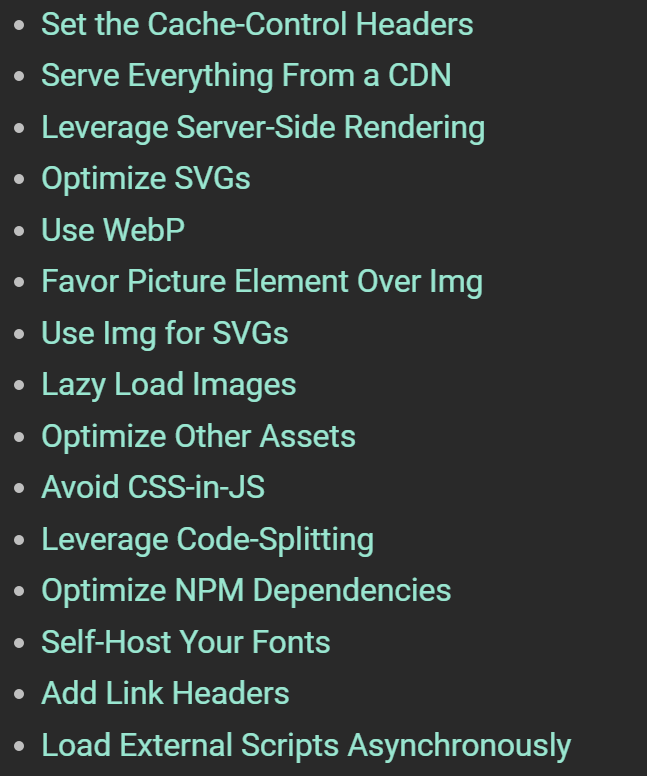 Set the Cache-Control Headers
Serve Everything From a CDN
Leverage Server-Side Rendering
Optimize SVGs
Use WebP
Favor Picture Element Over Img
Use Img for SVGs
Lazy Load Images
Optimize Other Assets
Avoid CSS-in-JS
Leverage Code-Splitting
Optimize NPM Dependencies
Self-Host Your Fonts
Add Link Headers
Load External Scripts Asynchronously